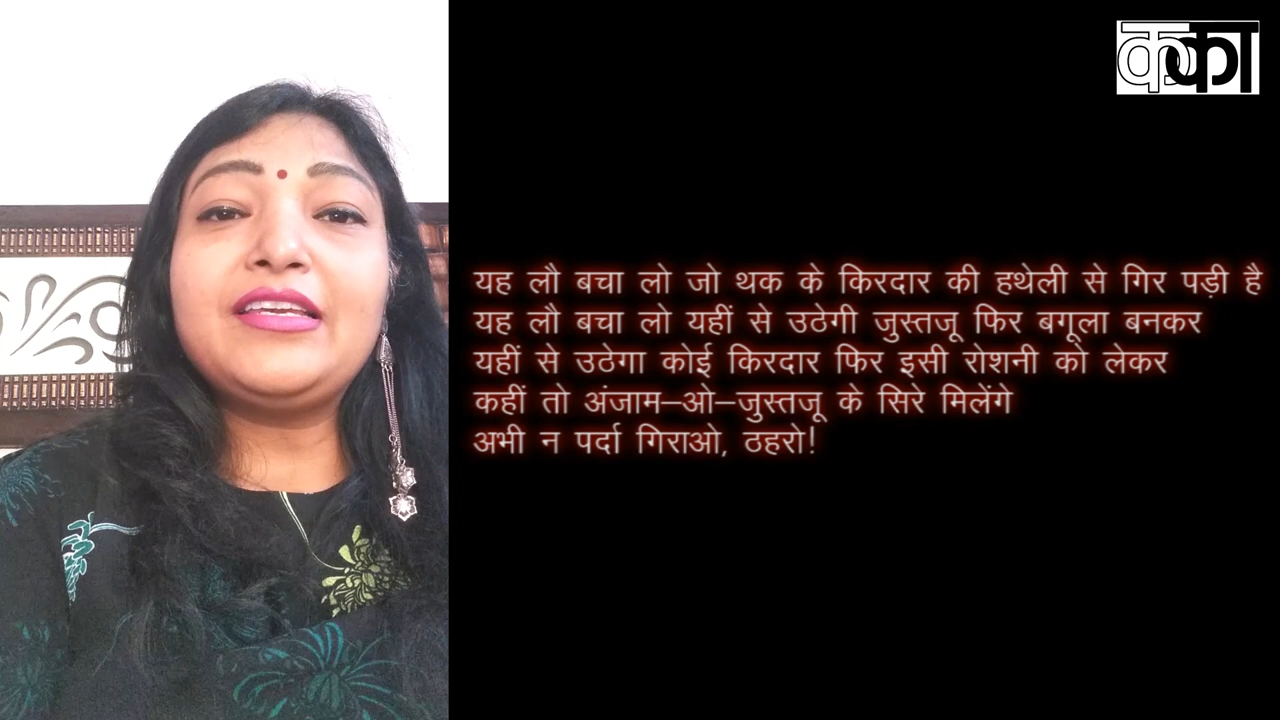 कका
यह लौ बचा लो जो थक के किरदार की हथेली से गिर पड़ी है
यह लौ बचा लो यहीं से उठेगी जुस्तजू फिर बगूला बनकर
यहीं से उठेगा कोई किरदार फिर इसी रोशनी को लेकर
कहीं तो अंजाम–ओ–जुस्तजू के सिरे मिलेंगे
अभी न पर्दा गिराओ, ठहरो!